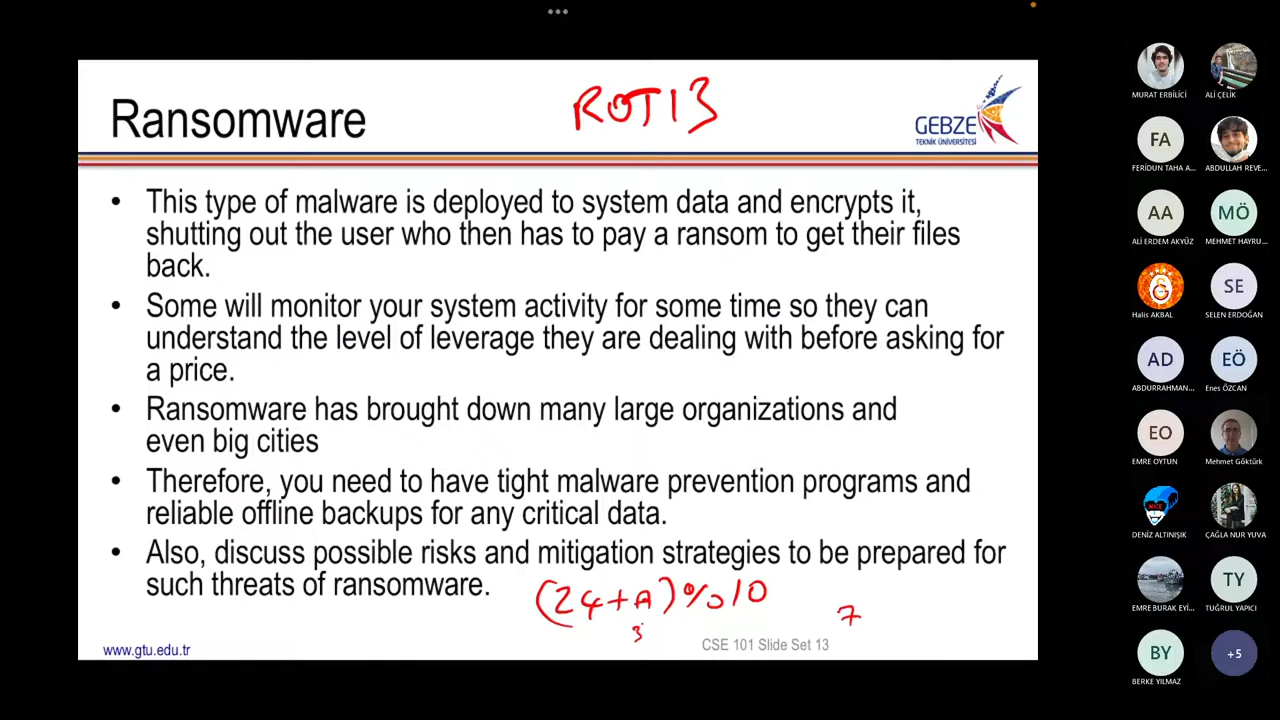 Ransomware
ROT13
GEBZE
TEKNİK ÜNİVERSİTESİ
• This type of malware is deployed to system data and encrypts it,
shutting out the user who then has to pay a ransom to get their files
back.
• Some will monitor your system activity for some time so they can
understand the level of leverage they are dealing with before asking for
a price.
• Ransomware has brought down many large organizations and
even big cities
• Therefore, you need to have tight malware prevention programs and
reliable offline backups for any critical data.
• Also, discuss possible risks and mitigation strategies to be prepared for
such threats of ransomware.
(24+A)%10
3
7
www.gtu.edu.tr
CSE 101 Slide Set 13
MURAT ERBİLİCİ
ALİ ÇELİK
FA
FERİDUN TAHA A...
ABDULLAH REVE...
AA
MÖ
ALİ ERDEM AKYÜZ
MEHMET HAYRU...
SE
Halis AKBAL
SELEN ERDOĞAN
AD
EÖ
ABDURRAHMAN...
Enes ÖZCAN
EO
EMRE OYTUN
Mehmet Göktürk
NICE
DENİZ ALTINIŞIK
ÇAĞLA NUR YUVA
TY
EMRE BURAK EYİ...
TUĞRUL YAPICI
BY
+5
BERKE YILMAZ